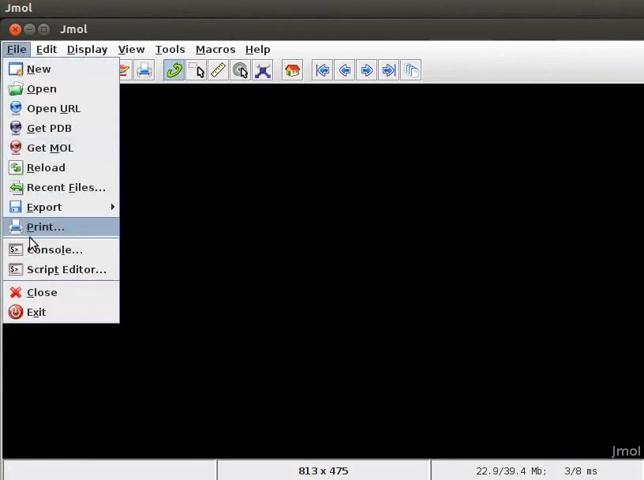 Jmol
Jmol
File Edit Display View Tools Macros Help
New
Open
Open URL
Get PDB
Get MOL
Reload
Recent Files...
Export
Print...
Console...
Script Editor...
Close
Exit
Jmol
813 x 475
22.9/39.4 Mb; 3/8 ms